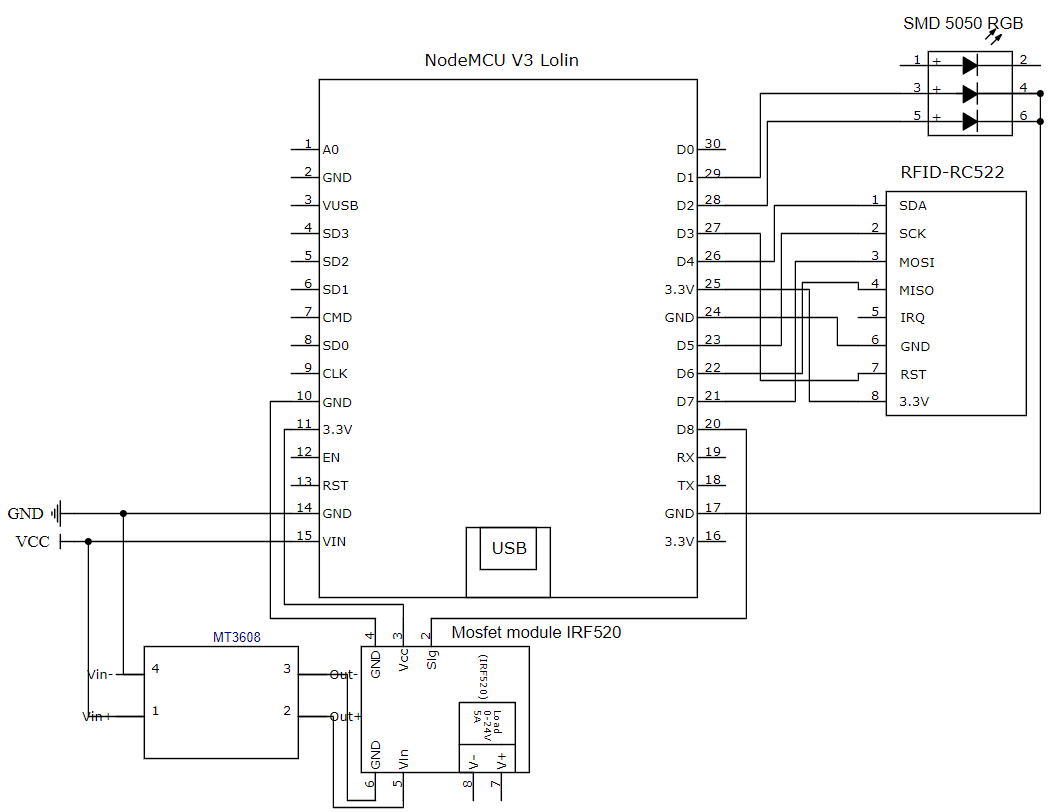 SMD 5050 RGB
1 + 2
3 + 4
5 + 6
NodeMCU V3 Lolin
1 A0 D0 30
2 GND D1 29
3 VUSB D2 28
4 SD3 D3 27
5 SD2 D4 26
6 SD1 3.3V 25
7 CMD GND 24
8 SD0 D5 23
9 CLK D6 22
10 GND D7 21
11 3.3V D8 20
12 EN RX 19
13 RST TX 18
14 GND GND 17
15 VIN 3.3V 16
USB
RFID-RC522
1 SDA
2 SCK
3 MOSI
4 MISO
5 IRQ
6 GND
7 RST
8 3.3V
GND
VCC
MT3608
Vin- 4 3 Out-
Vin+ 1 2 Out+
Mosfet module IRF520
4 GND
3 Vcc
2 SIg
(IRF520)
Load
0-24V
5A
6 GND
5 VIn
8 V-
7 V+